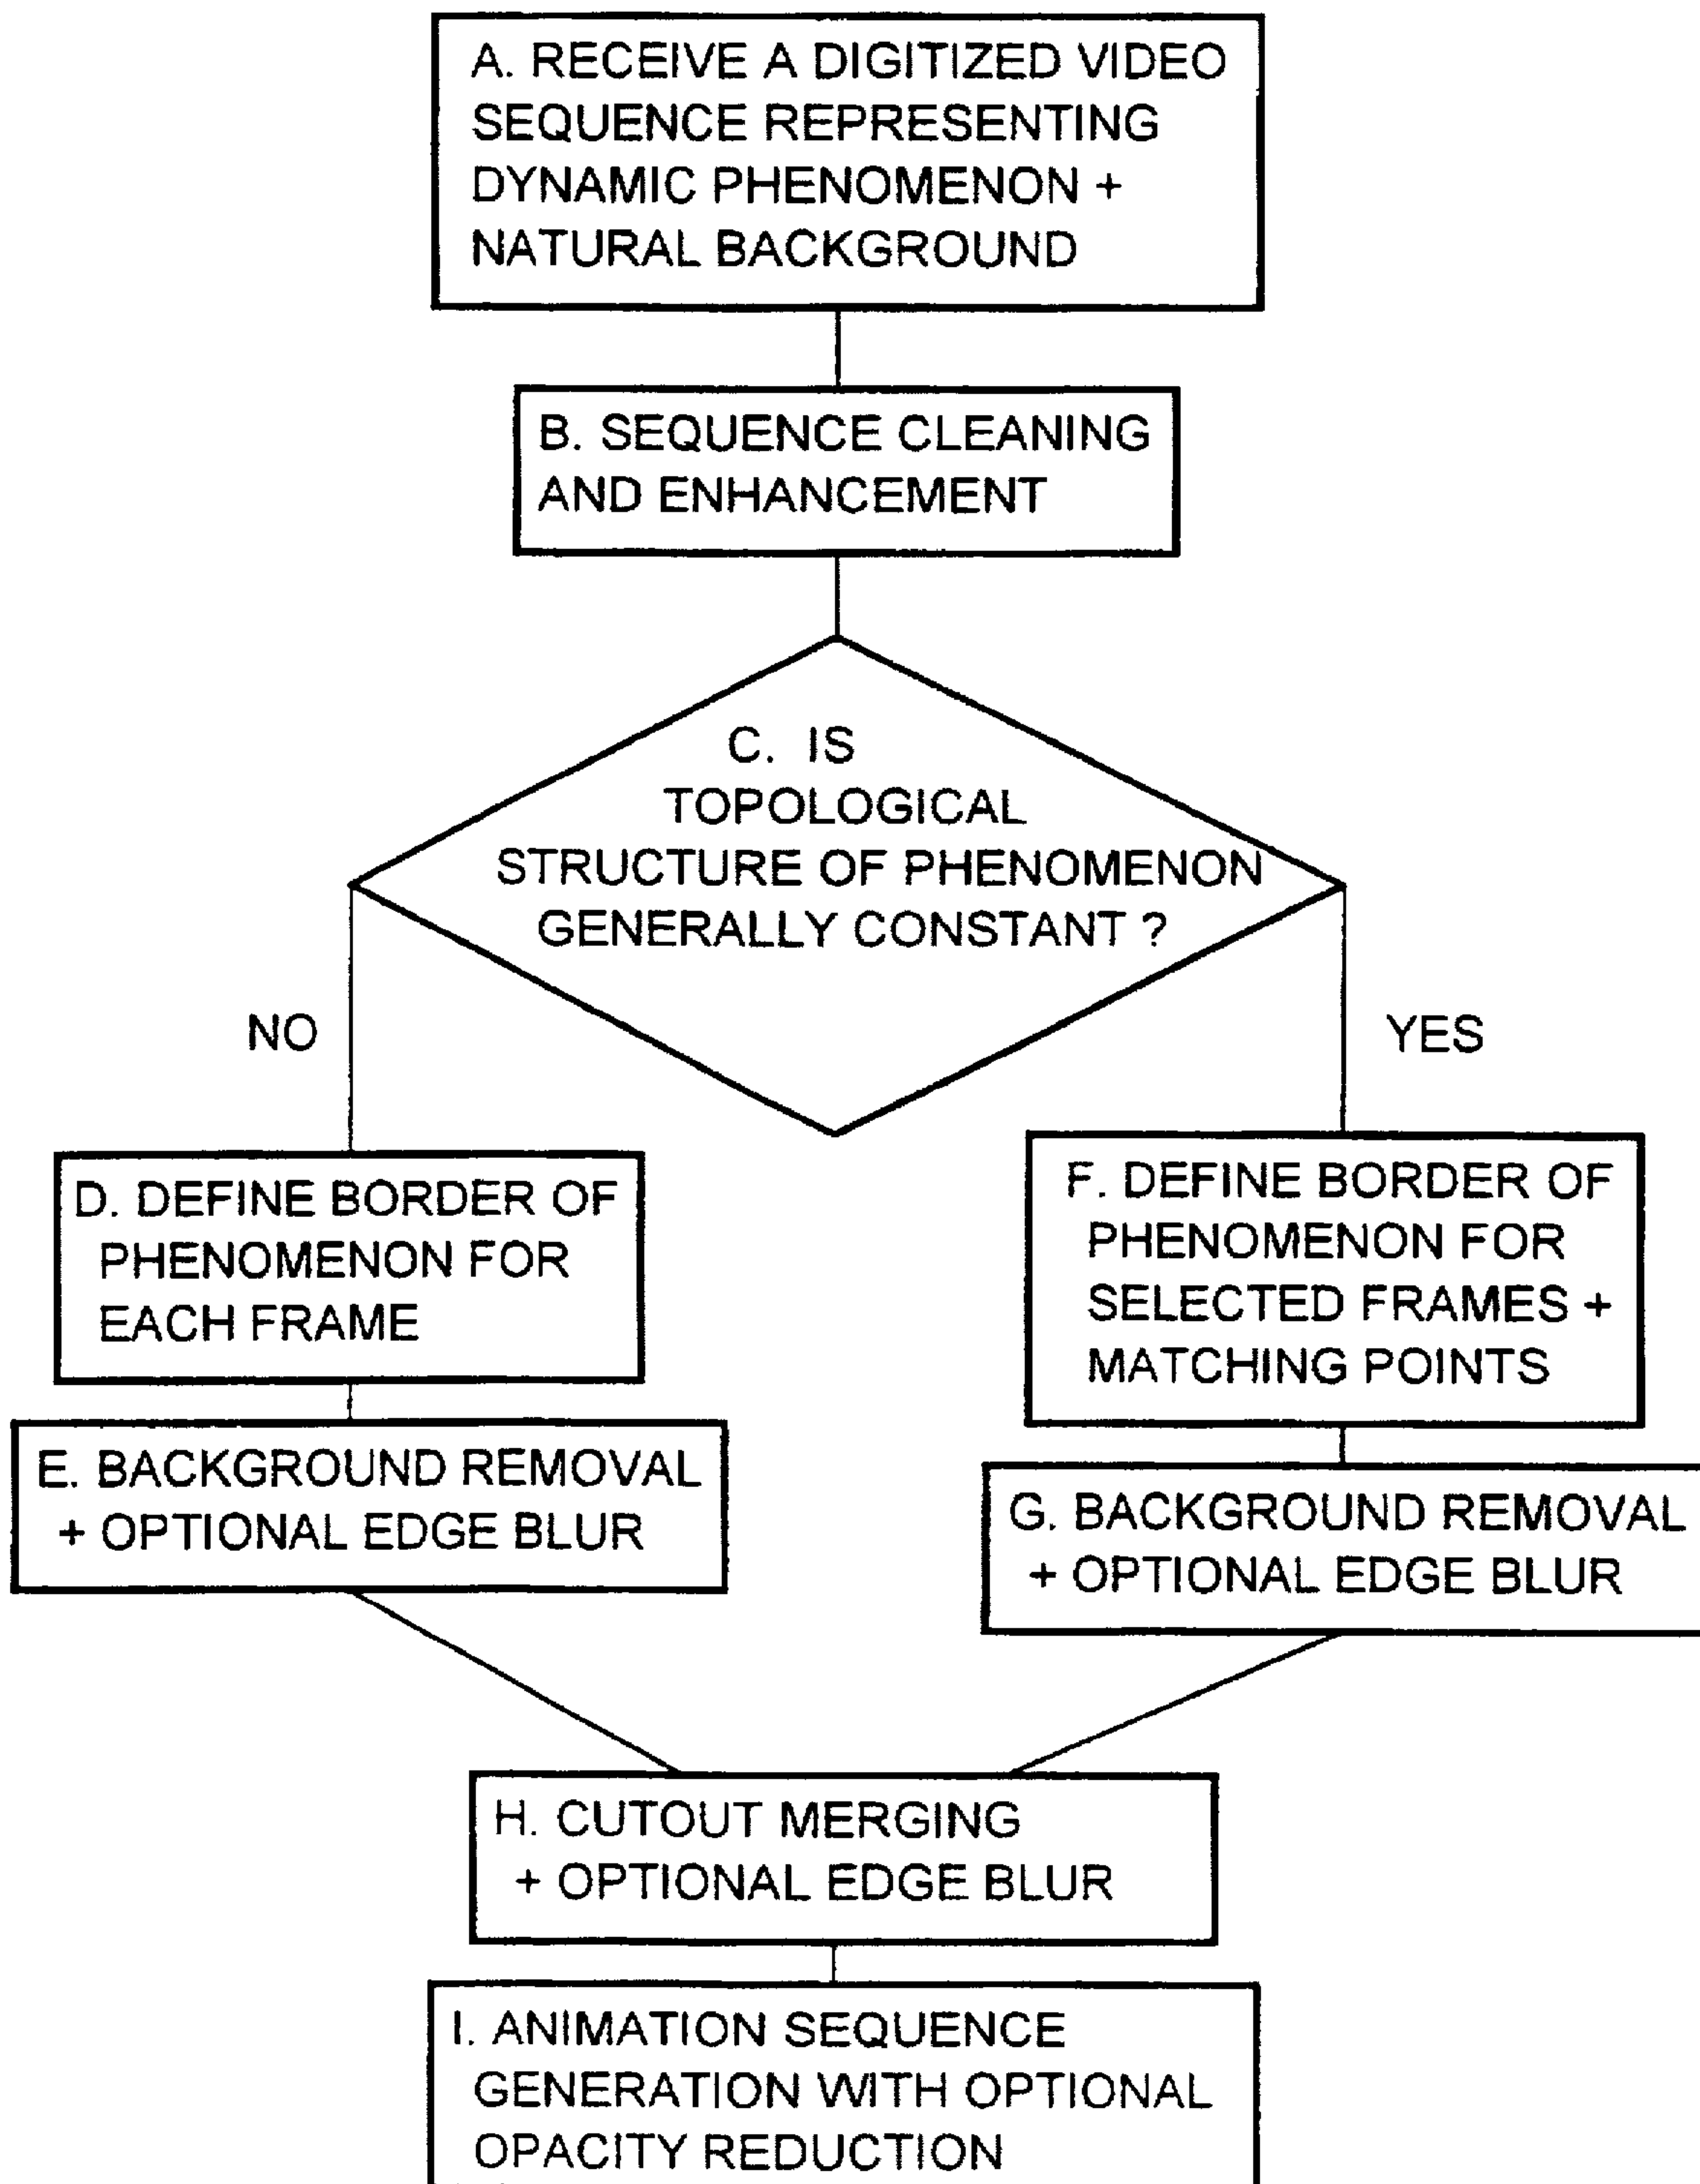 A. RECEIVE A DIGITIZED VIDEO
SEQUENCE REPRESENTING
DYNAMIC PHENOMENON +
NATURAL BACKGROUND
B. SEQUENCE CLEANING
AND ENHANCEMENT
C. IS
TOPOLOGICAL
STRUCTURE OF PHENOMENON
GENERALLY CONSTANT ?
NO
YES
D. DEFINE BORDER OF
PHENOMENON FOR
EACH FRAME
F. DEFINE BORDER OF
PHENOMENON FOR
SELECTED FRAMES +
MATCHING POINTS
E. BACKGROUND REMOVAL
+ OPTIONAL EDGE BLUR
G. BACKGROUND REMOVAL
+ OPTIONAL EDGE BLUR
H. CUTOUT MERGING
+ OPTIONAL EDGE BLUR
I. ANIMATION SEQUENCE
GENERATION WITH OPTIONAL
OPACITY REDUCTION